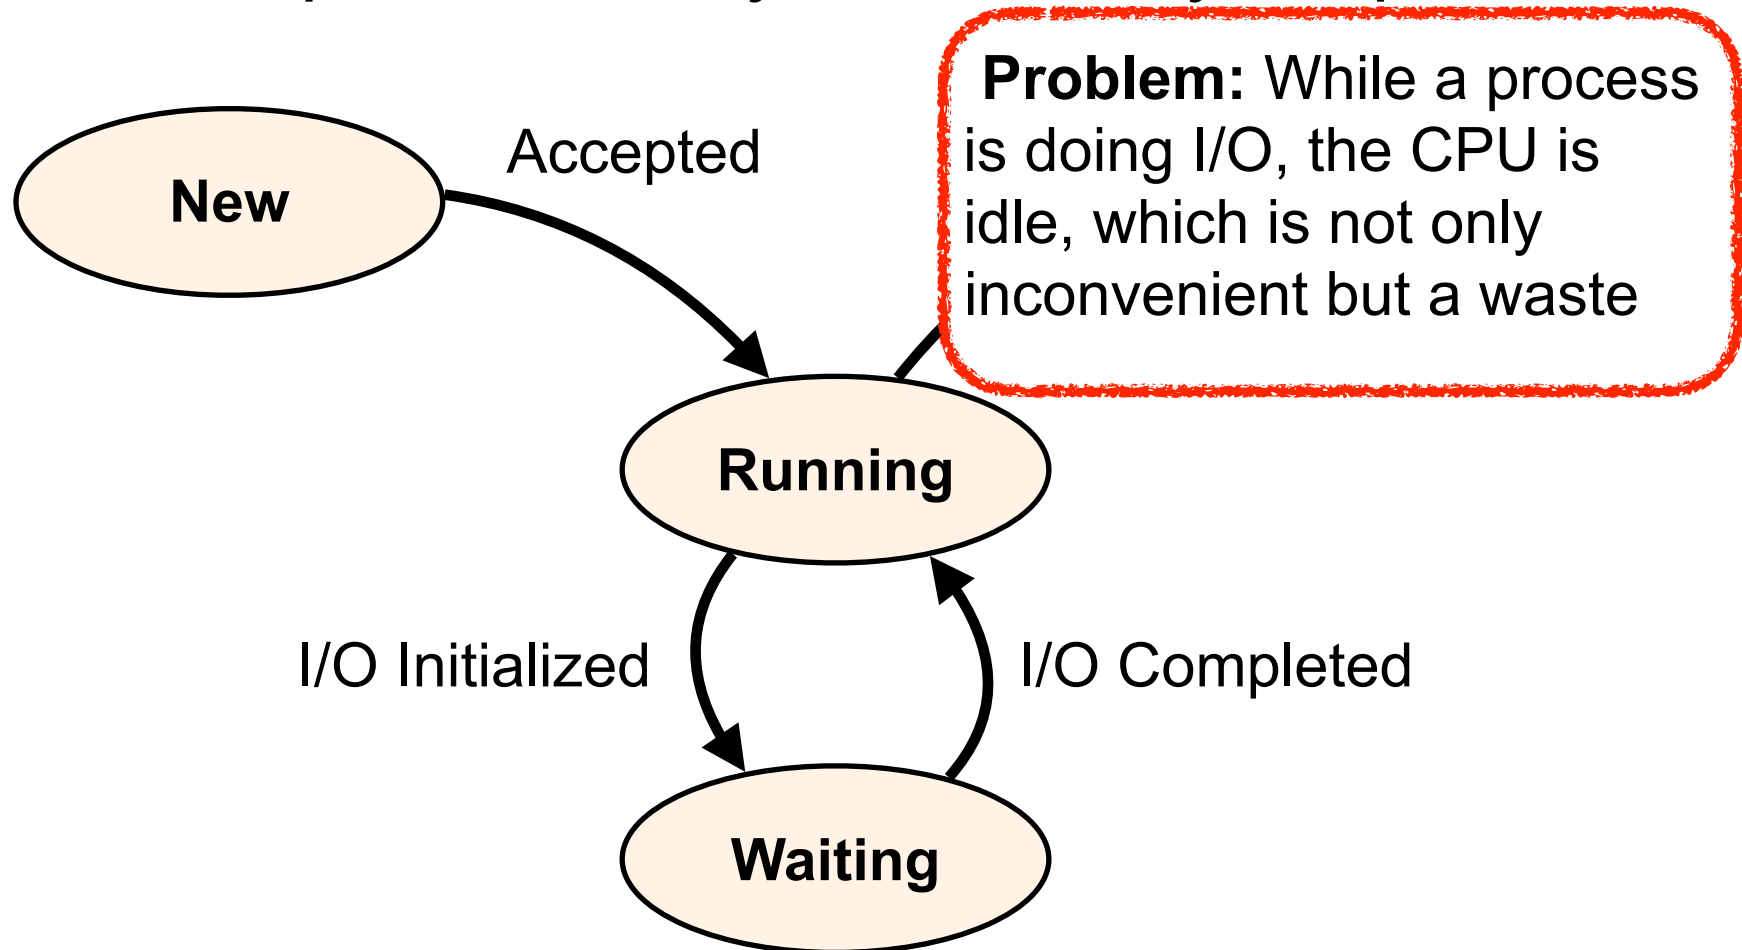 Accepted
New
Problem: While a process
is doing I/O, the CPU is
idle, which is not only
inconvenient but a waste
Running
I/O Initialized
I/O Completed
Waiting